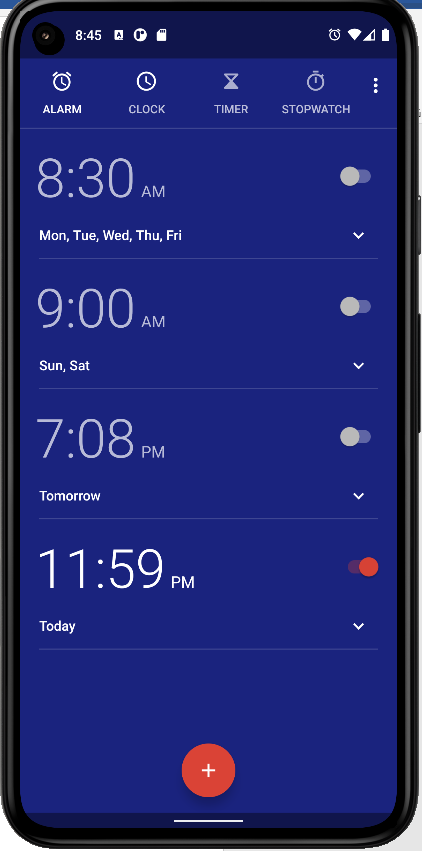 8:45
ALARM CLOCK TIMER STOPWATCH
8:30 AM
Mon, Tue, Wed, Thu, Fri
9:00 AM
Sun, Sat
7:08 PM
Tomorrow
11:59 PM
Today